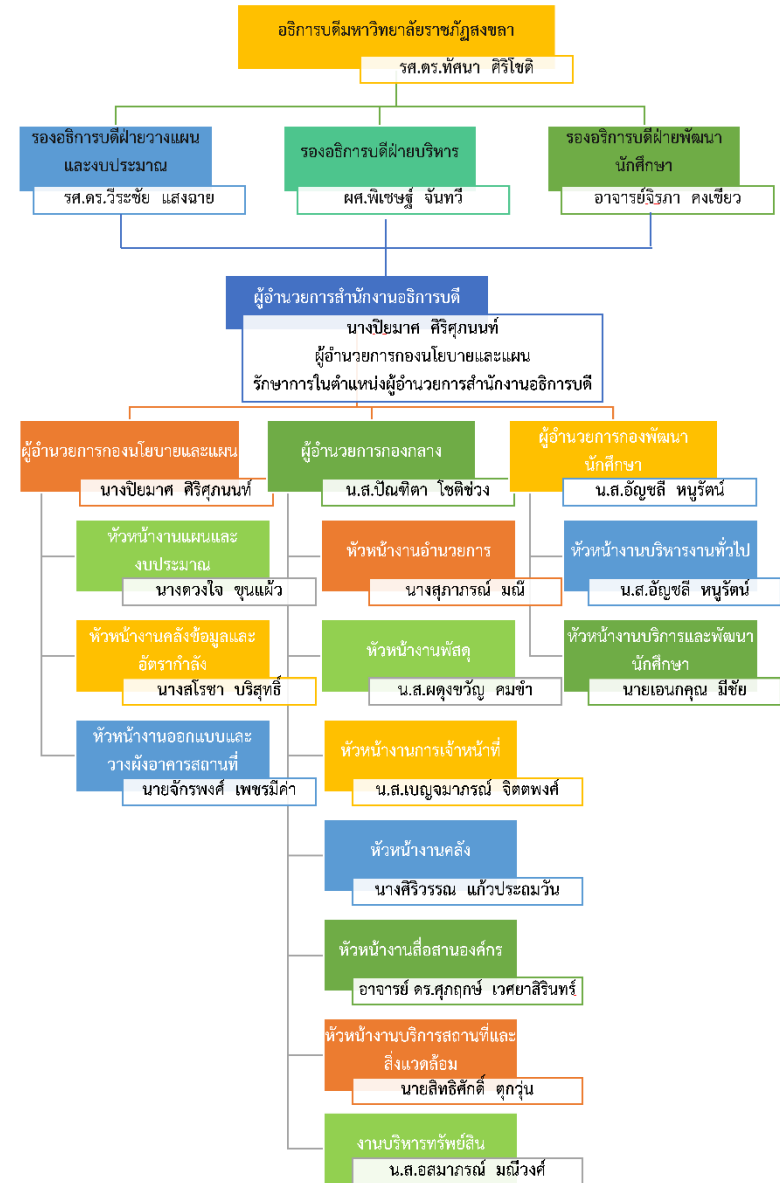 อธิการบดีมหาวิทยาลัยราชภัฏสงขลา
รศ.ดร.ทัศนา ศิริโชติ
รองอธิการบดีฝ่ายวางแผน
และงบประมาณ
รศ.ดร.วีระชัย แสงฉาย
รองอธิการบดีฝ่ายบริหาร
ผศ.พิเชษฐ์ จันทวี
รองอธิการบดีฝ่ายพัฒนา
นักศึกษา
อาจารย์จิรภา คงเขียว
ผู้อำนวยการสำนักงานอธิการบดี
นางปิยมาศ ศิริศุภนนท์
ผู้อำนวยการกองนโยบายและแผน
รักษาการในตำแหน่งผู้อำนวยการสำนักงานอธิการบดี
ผู้อำนวยการกองนโยบายและแผน
นางปิยมาศ ศิริศุภนนท์
หัวหน้างานแผนและ
งบประมาณ
นางดวงใจ ขุนแผ้ว
หัวหน้างานคลังข้อมูลและ
อัตรากำลัง
นางสโรชา บริสุทธิ์
หัวหน้างานออกแบบและ
วางผังอาคารสถานที่
นายจักรพงศ์ เพชรมีค่า
ผู้อำนวยการกองกลาง
น.ส.ปัณฑิตา โชติช่วง
หัวหน้างานอำนวยการ
นางสุภาภรณ์ มณี
หัวหน้างานพัสดุ
น.ส.ผดุงขวัญ คมขำ
หัวหน้างานการเจ้าหน้าที่
น.ส.เบญจมาภรณ์ จิตตพงศ์
หัวหน้างานคลัง
นางศิริวรรณ แก้วประถมวัน
หัวหน้างานสื่อสานองค์กร
อาจารย์ ดร.ศุภฤกษ์ เวศยาสิรินทร์
หัวหน้างานบริการสถานที่และ
สิ่งแวดล้อม
นายสิทธิศักดิ์ ตุกวุ่น
งานบริหารทรัพย์สิน
น.ส.อสมาภรณ์ มณีวงศ์
ผู้อำนวยการกองพัฒนา
นักศึกษา
น.ส.อัญชลี หนูรัตน์
หัวหน้างานบริหารงานทั่วไป
น.ส.อัญชลี หนูรัตน์
หัวหน้างานบริการและพัฒนา
นักศึกษา
นายเอนกคุณ มีชัย